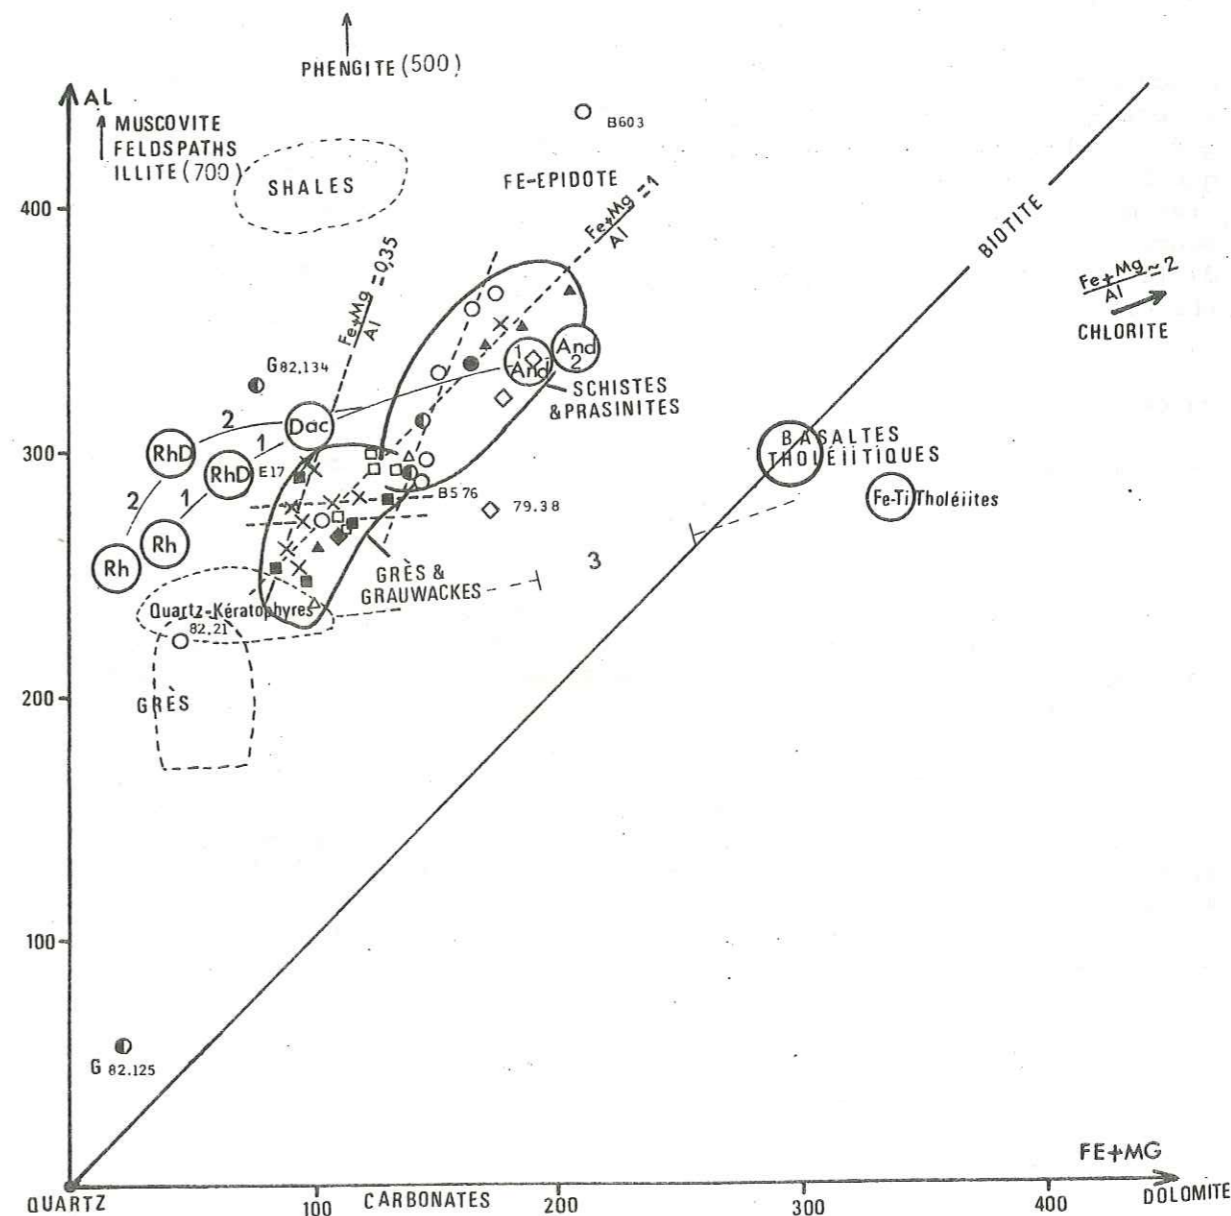 PHENGITE (500)
AL
MUSCOVITE
FELDSPATHS
ILLITE (700)
SHALES
B603
FE-EPIDOTE
Fe+Mg/Al = 1
Fe+Mg/Al = 0,35
BIOTITE
Fe+Mg/Al ≃ 2
CHLORITE
400
G82,134
1
And
And
2
SCHISTES
& PRASINITES
2
Dac
1
300
RhD
RhD
E17
BASALTES
THOLÉIITIQUES
B576
79.38
Fe-Ti Tholéiites
2
1
Rh
Rh
3
GRÈS &
GRAUWACKES
Quartz-Kératophyres
82.21
200
GRÈS
100
G 82.125
FE+MG
QUARTZ
100
CARBONATES
200
300
400
DOLOMITE